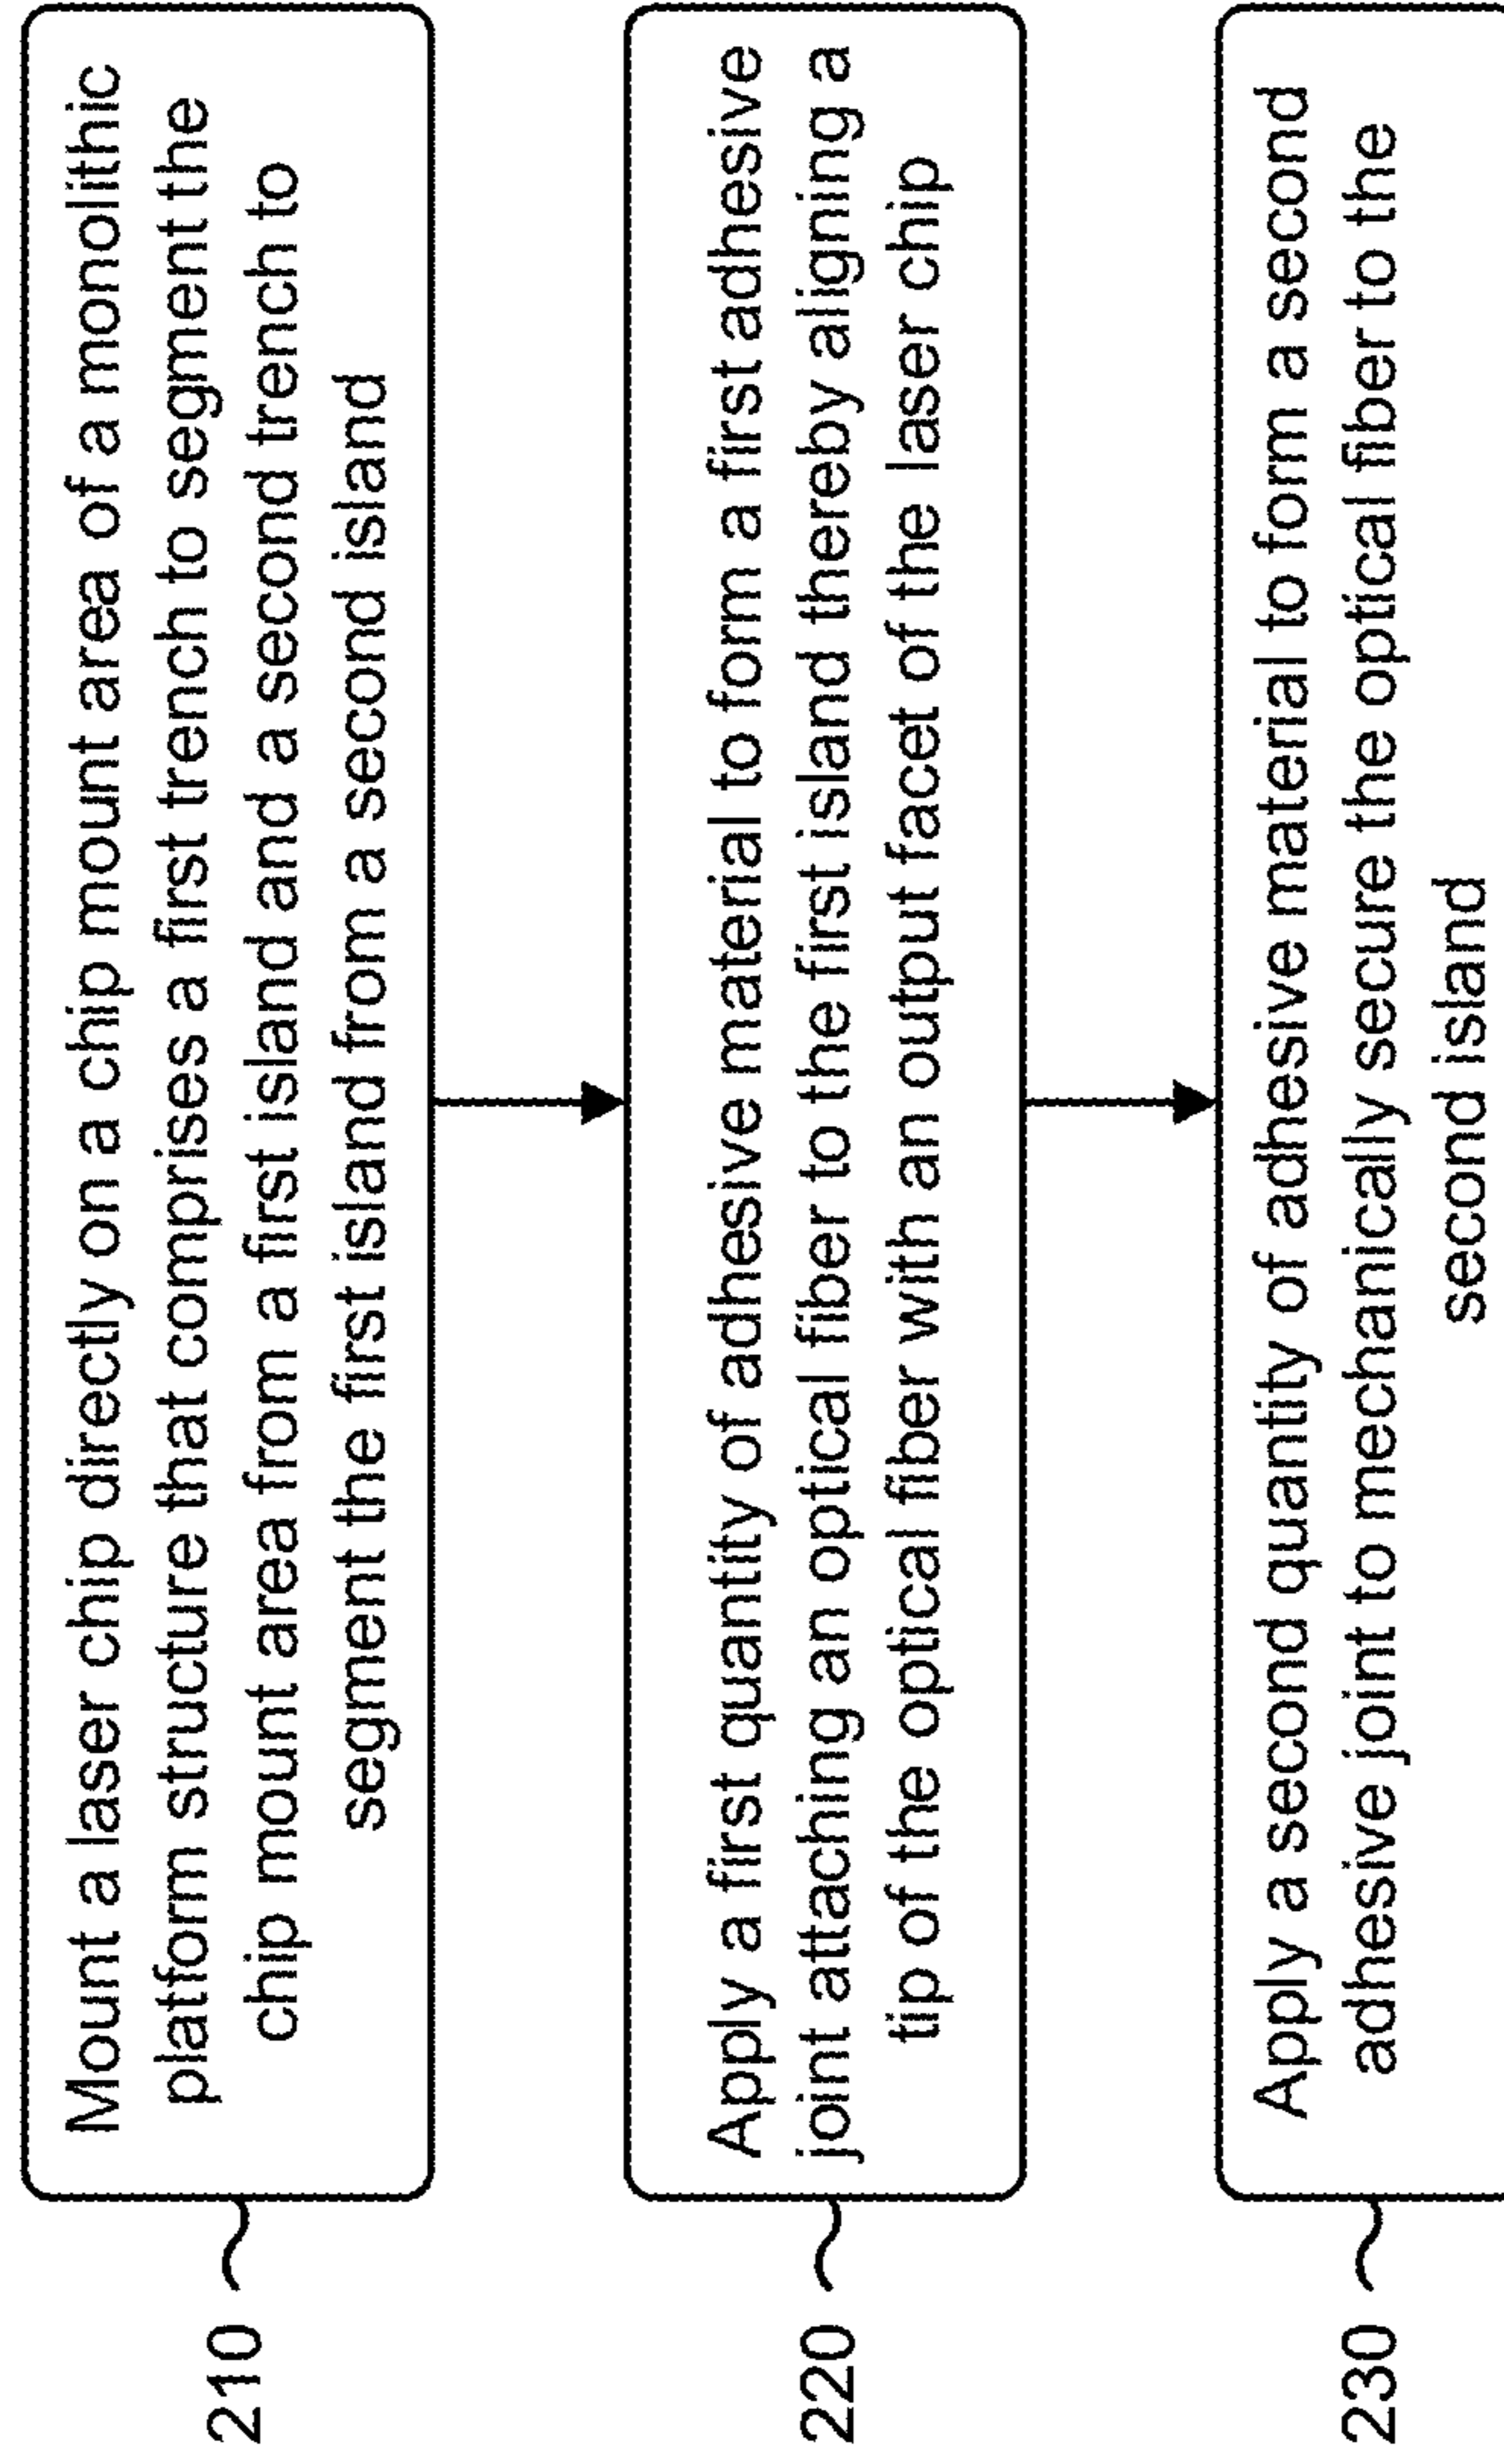 210
Mount a laser chip directly on a chip mount area of a monolithic
platform structure that comprises a first trench to segment the
chip mount area from a first island and a second trench to
segment the first island from a second island
220
Apply a first quantity of adhesive material to form a first adhesive
joint attaching an optical fiber to the first island thereby aligning a
tip of the optical fiber with an output facet of the laser chip
230
Apply a second quantity of adhesive material to form a second
adhesive joint to mechanically secure the optical fiber to the
second island